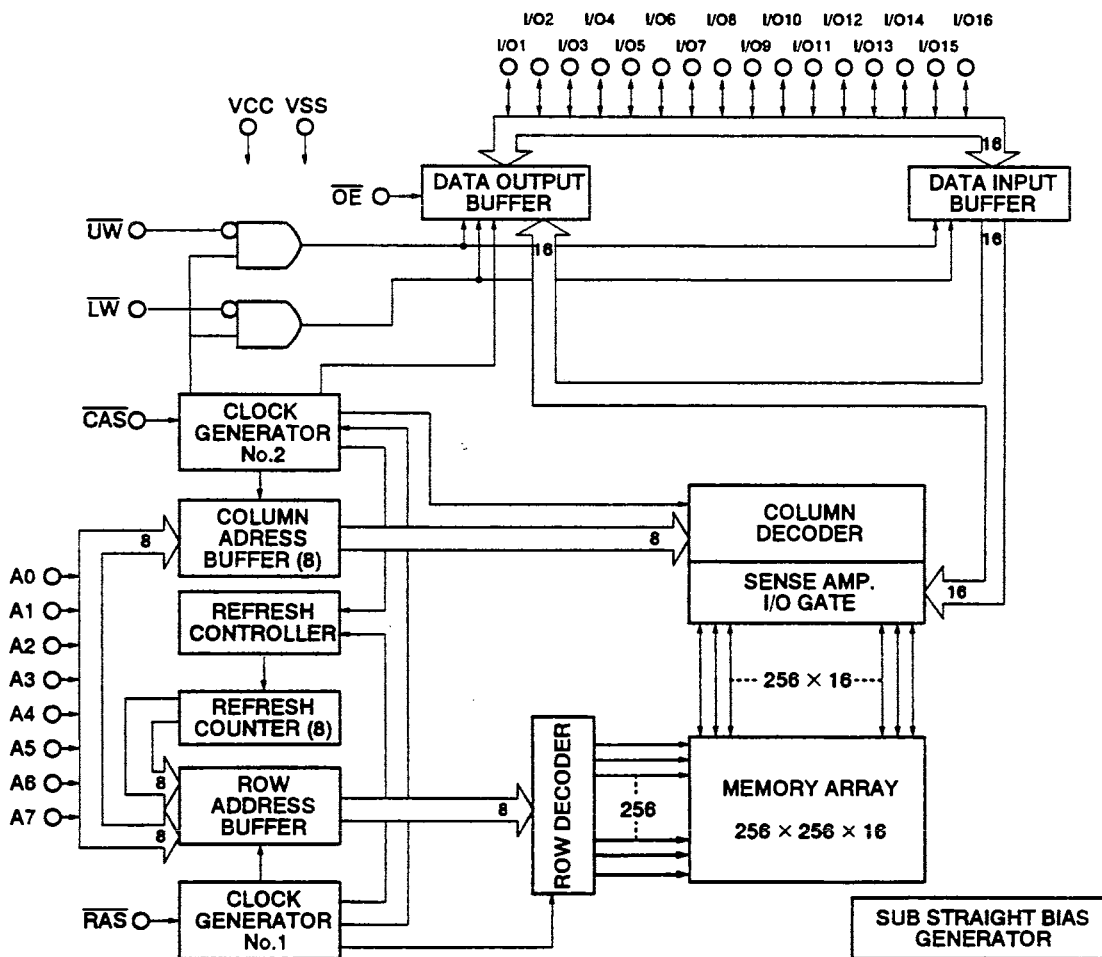 I/O2 I/O4 I/O6 I/O8 I/O10 I/O12 I/O14 I/O16
I/O1 I/O3 I/O5 I/O7 I/O9 I/O11 I/O13 I/O15
VCC VSS
16
OE
DATA OUTPUT
BUFFER
DATA INPUT
BUFFER
UW
16
16
LW
CAS
CLOCK
GENERATOR
No.2
COLUMN
ADRESS
BUFFER (8)
8
8
COLUMN
DECODER
SENSE AMP.
I/O GATE
16
A0
A1
A2
A3
A4
A5
A6
A7
REFRESH
CONTROLLER
REFRESH
COUNTER (8)
256 × 16
8
8
ROW
ADDRESS
BUFFER
8
ROW DECODER
256
MEMORY ARRAY
256 × 256 × 16
RAS
CLOCK
GENERATOR
No.1
SUB STRAIGHT BIAS
GENERATOR